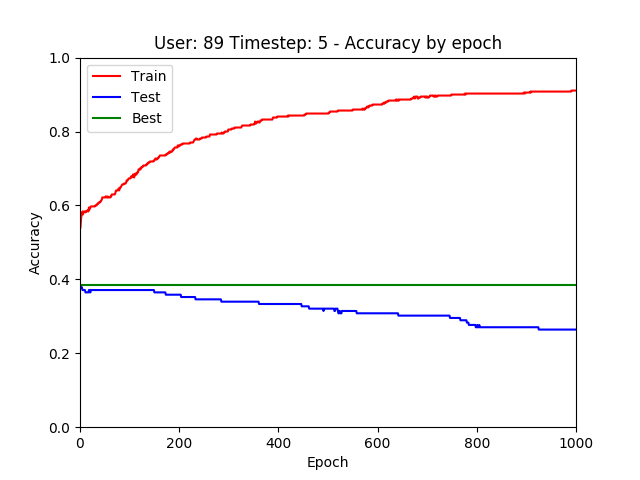 User: 89 Timestep: 5 - Accuracy by epoch
1.0
0.8
0.6
0.4
0.2
0.0
Accuracy
Train
Test
Best
0 200 400 600 800 1000
Epoch